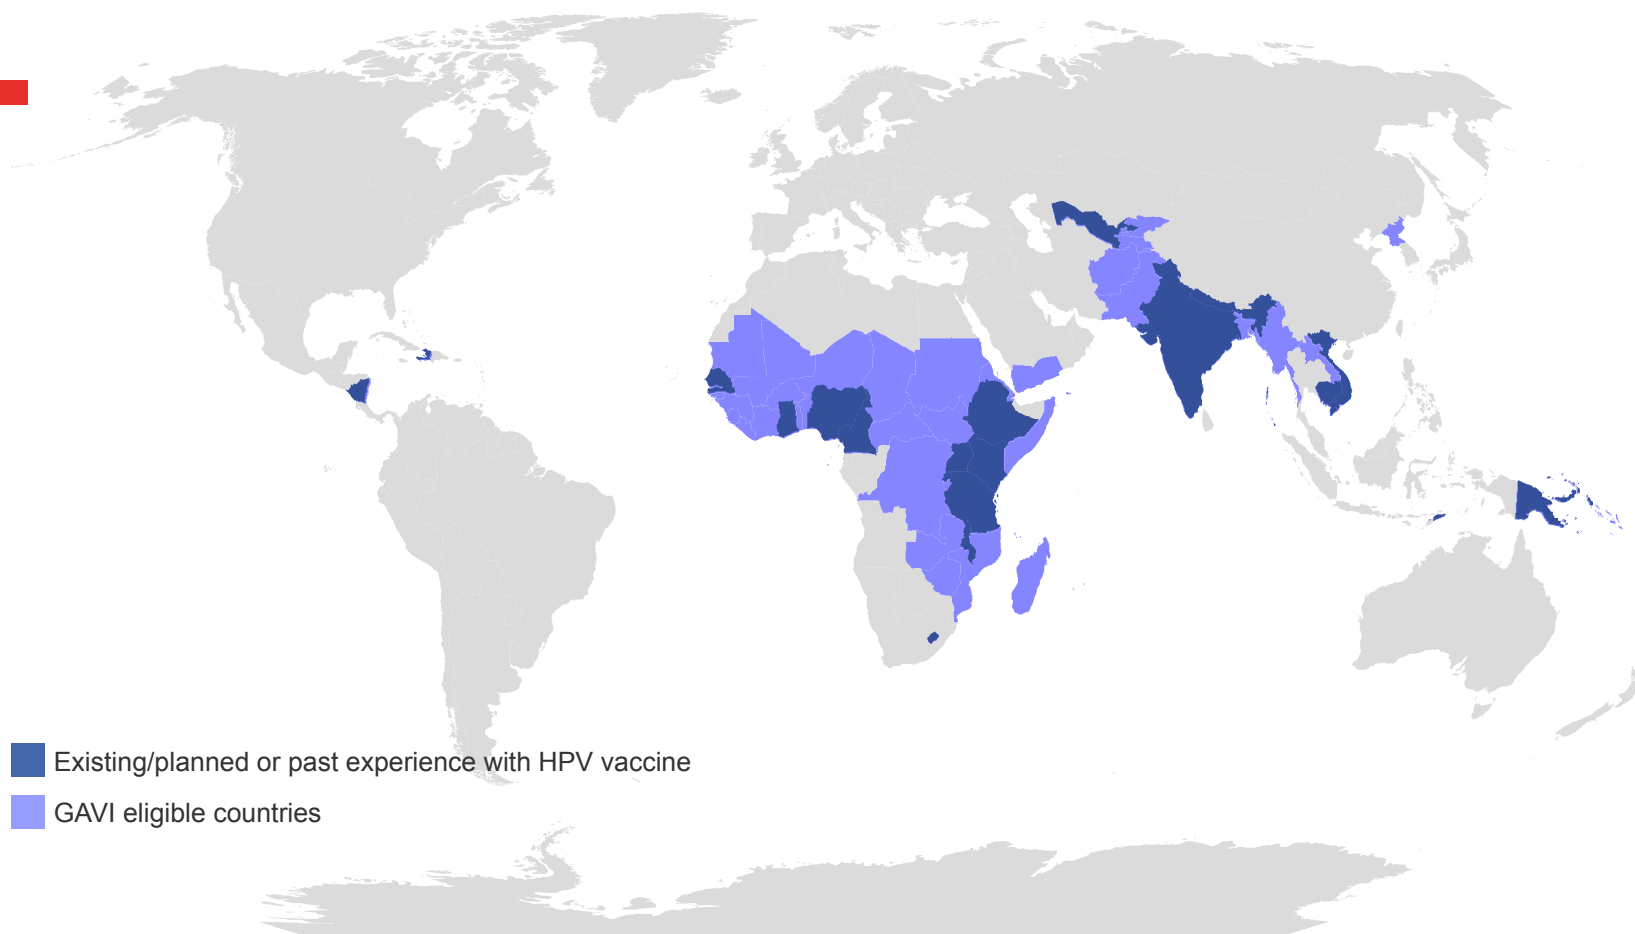 Existing/planned or past experience with HPV vaccine
GAVI eligible countries